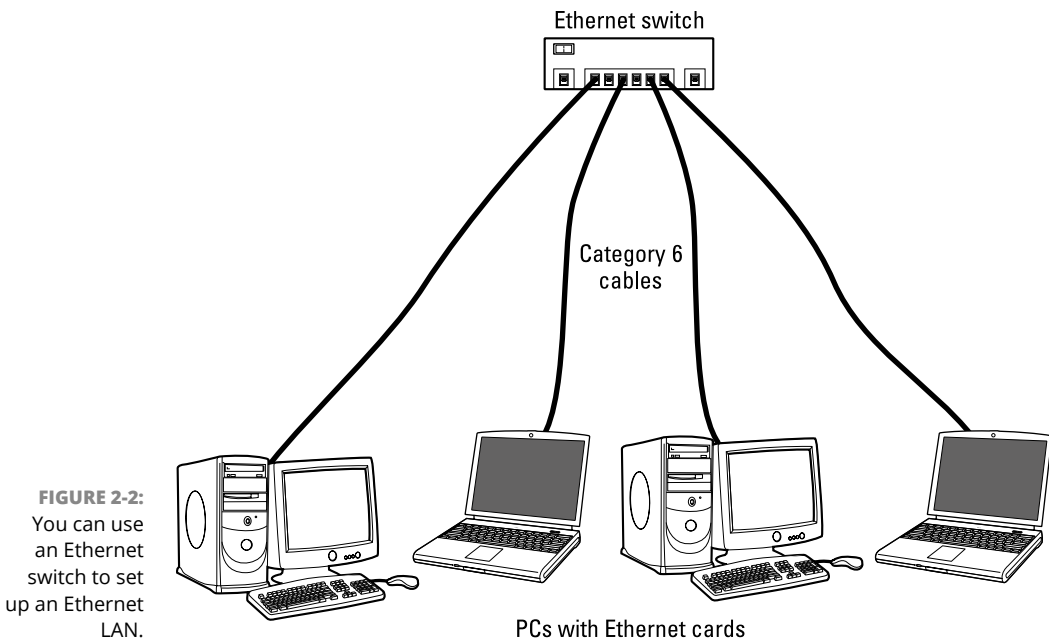 Ethernet switch
Category 6
cables
FIGURE 2-2:
You can use
an Ethernet
switch to set
up an Ethernet
LAN.
PCs with Ethernet cards